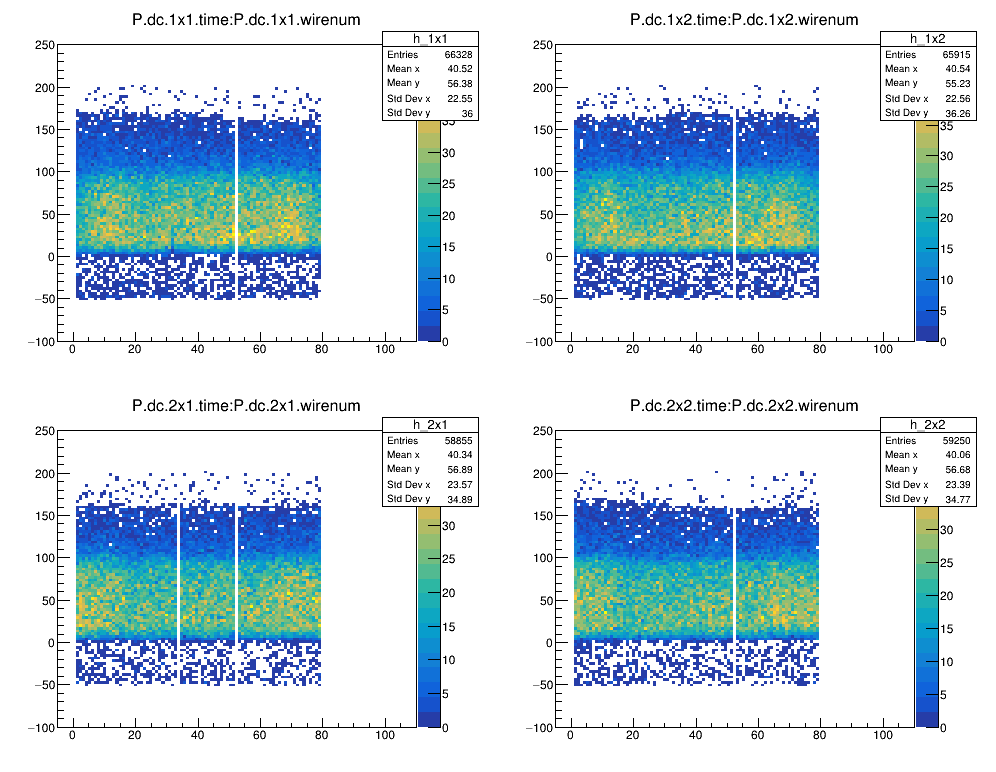 P.dc.1x1.time:P.dc.1x1.wirenum
h_1x1
Entries 66328
Mean x 40.52
Mean y 56.38
Std Dev x 22.55
Std Dev y 36
250
200
150
100
50
0
−50
−100
0 20 40 60 80 100
35
30
25
20
15
10
5
0
P.dc.1x2.time:P.dc.1x2.wirenum
h_1x2
Entries 65915
Mean x 40.54
Mean y 55.23
Std Dev x 22.56
Std Dev y 36.26
250
200
150
100
50
0
−50
−100
0 20 40 60 80 100
35
30
25
20
15
10
5
0
P.dc.2x1.time:P.dc.2x1.wirenum
h_2x1
Entries 58855
Mean x 40.34
Mean y 56.89
Std Dev x 23.57
Std Dev y 34.89
250
200
150
100
50
0
−50
−100
0 20 40 60 80 100
30
25
20
15
10
5
0
P.dc.2x2.time:P.dc.2x2.wirenum
h_2x2
Entries 59250
Mean x 40.06
Mean y 56.68
Std Dev x 23.39
Std Dev y 34.77
250
200
150
100
50
0
−50
−100
0 20 40 60 80 100
30
25
20
15
10
5
0